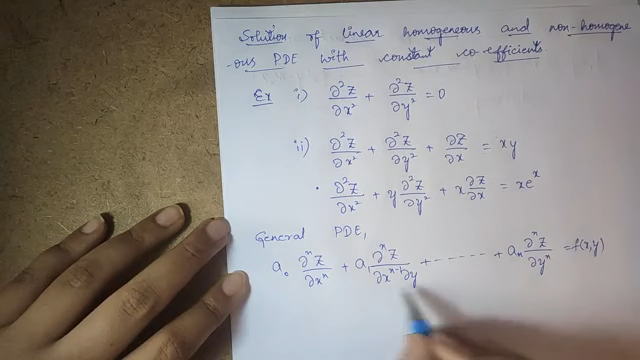 Solution of linear homogeneous and non-homogene
-ous PDE with constant co-efficients.
Ex i) ∂²z/∂x² + ∂²z/∂y² = 0
ii) ∂²z/∂x² + ∂²z/∂y² + ∂z/∂x = xy
• ∂²z/∂x² + y ∂²z/∂y² + x ∂z/∂x = xeˣ
General PDE,
a₀ ∂ⁿz/∂xⁿ + a₁ ∂ⁿz/∂xⁿ⁻¹∂y + ------ + aₙ ∂ⁿz/∂yⁿ = f(x,y)